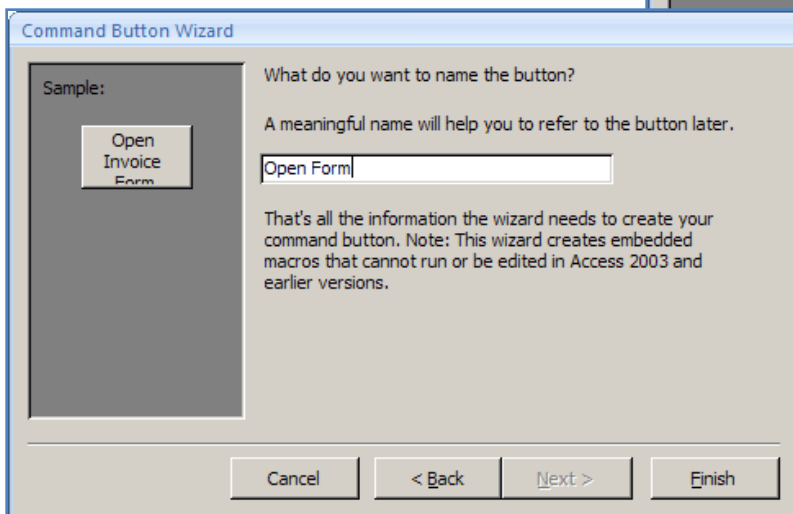 Command Button Wizard
Sample:
Open
Invoice
Form
What do you want to name the button?
A meaningful name will help you to refer to the button later.
Open Form
That's all the information the wizard needs to create your
command button. Note: This wizard creates embedded
macros that cannot run or be edited in Access 2003 and
earlier versions.
Cancel
< Back
Next >
Finish